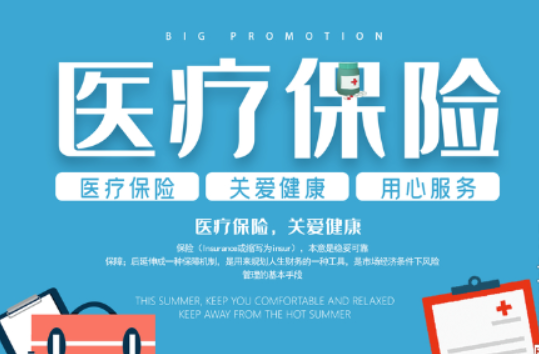 BIG PROMOTION
医疗保险
医疗保险 关爱健康 用心服务
医疗保险，关爱健康
保险（Insurance或缩写为insur），本意是稳妥可靠
保障；后延伸成一种保障机制，是用来规划人生财务的一种工具。是市场经济条件下风险
管理的基本手段
THIS SUMMER, KEEP YOU COMFORTABLE AND RELAXED
KEEP AWAY FROM THE HOT SUMMER